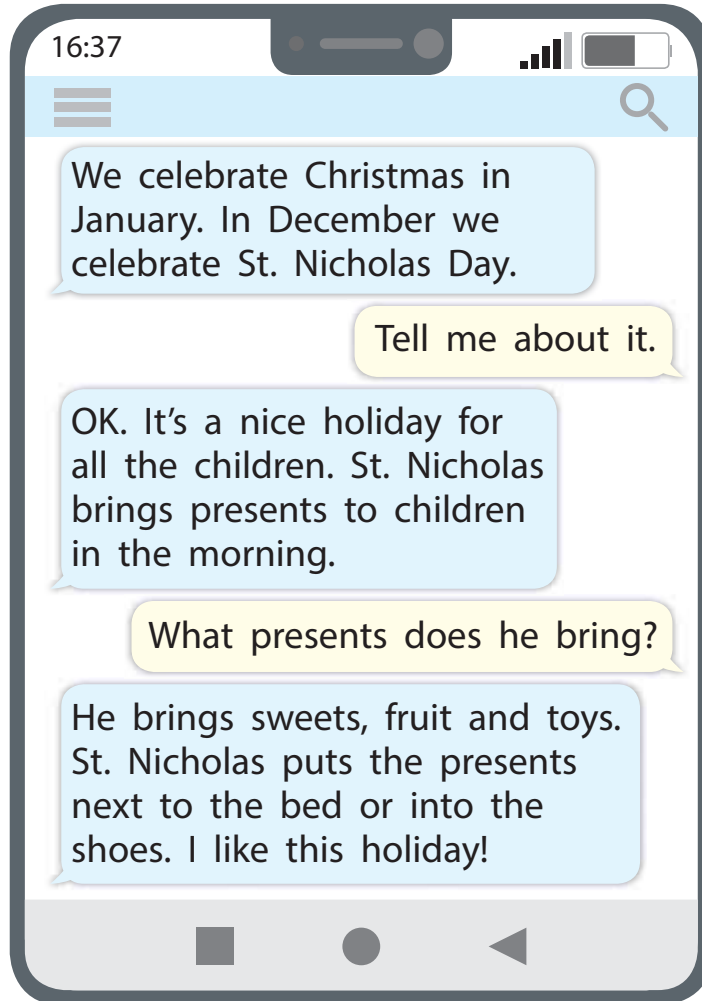 16:37
We celebrate Christmas in
January. In December we
celebrate St. Nicholas Day.
Tell me about it.
OK. It’s a nice holiday for
all the children. St. Nicholas
brings presents to children
in the morning.
What presents does he bring?
He brings sweets, fruit and toys.
St. Nicholas puts the presents
next to the bed or into the
shoes. I like this holiday!